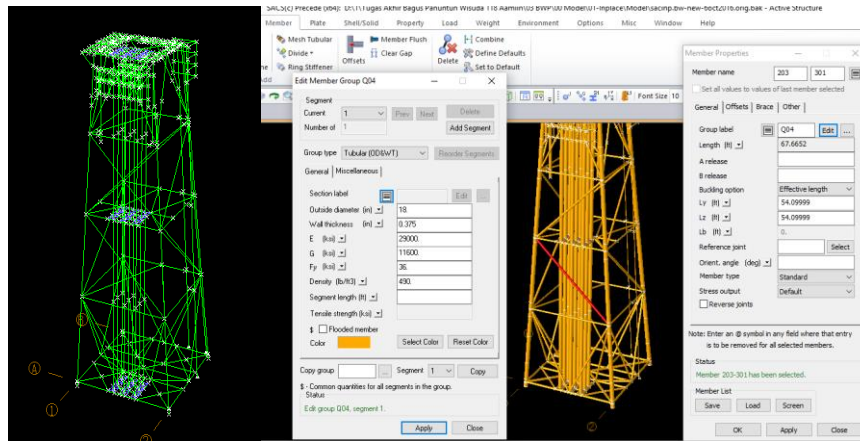 SACS(c) Precede (64-bit): D:\1\Tugas Akhir Bagus Panuntun Wisuda 118 Aamiin\05 BWP\00 Model\01-Inplace\Model\sacinp.bw-new-6oct2016.ong.bak - Active Structure
Member Plate Shell/Solid Property Load Weight Environment Options Misc Window Help
Mesh Tubular
Divide
Ring Stiffener
Offsets
Member Flush
Clear Gap
Delete
Combine
Define Defaults
Set to Default
Add
Font Size 10
Edit Member Group Q04
Segment
Current 1 Prev Next Delete
Number of 1 Add Segment
Group type Tubular (OD&WT) Reorder Segments
General Miscellaneous
Section label Edit ...
Outside diameter (in) 18.
Wall thickness (in) 0.375
E (ksi) 29000.
G (ksi) 11600.
Fy (ksi) 36.
Density (lb/ft3) 490.
Segment length (ft)
Tensile strength (ksi)
$ Flooded member
Color Select Color Reset Color
Copy group ... Segment 1 Copy
$ - Common quantities for all segments in the group.
Status
Edit group Q04, segment 1.
Apply Close
Member Properties
Member name 203 301
Set all values to values of last member selected
General Offsets Brace Other
Group label Q04 Edit ...
Length (ft) 67.6652
A release
B release
Buckling option Effective length
Ly (ft) 54.09999
Lz (ft) 54.09999
Lb (ft) 0.
Reference joint Select
Orient. angle (deg)
Member type Standard
Stress output Default
Reverse joints
Note: Enter an @ symbol in any field where that entry
is to be removed for all selected members.
Status
Member 203-301 has been selected.
Member List
Save Load Screen
OK Apply Close
A
1
2
2